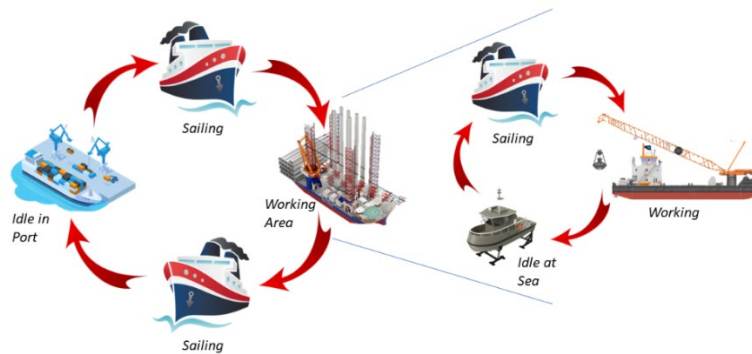 Sailing
Sailing
Idle in
Port
Working
Area
Working
Idle at
Sea
Sailing